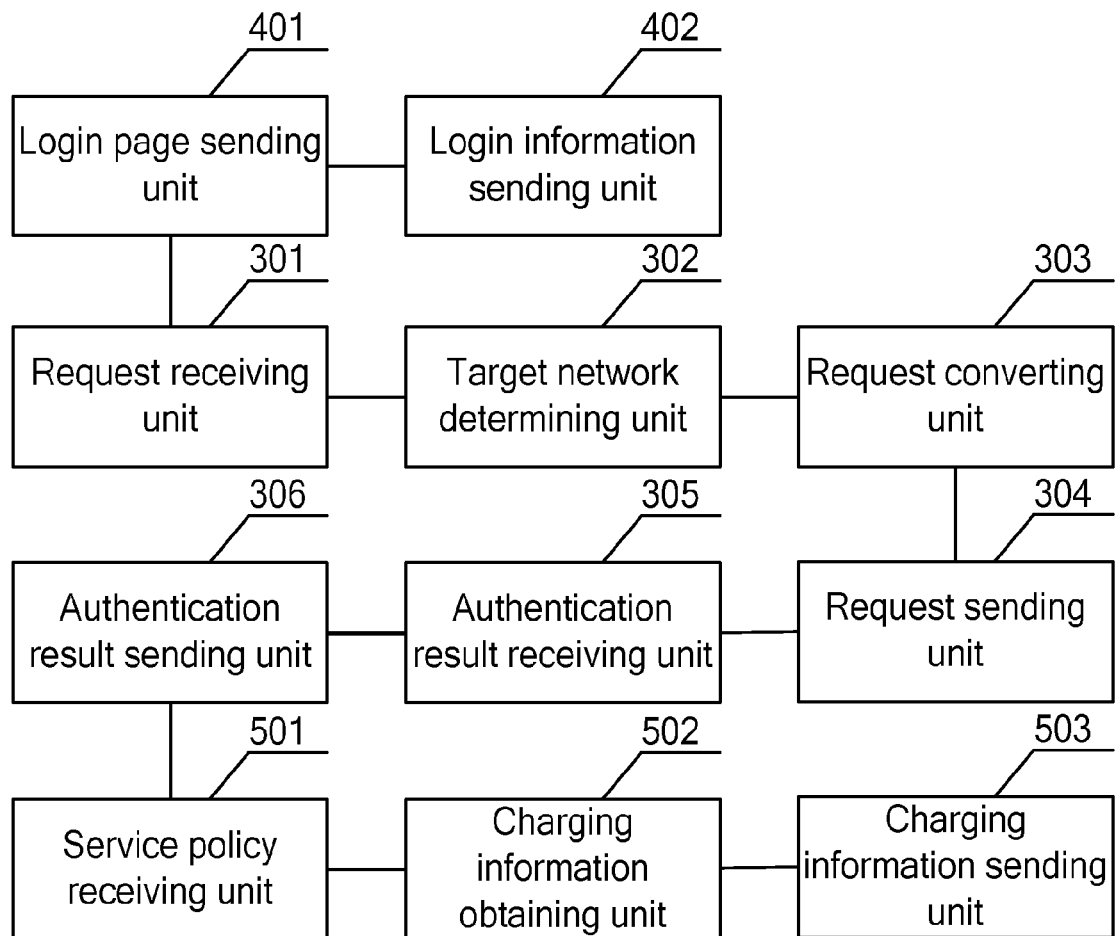 401
402
Login page sending
unit
Login information
sending unit
301
302
303
Request receiving
unit
Target network
determining unit
Request converting
unit
306
305
304
Authentication
result sending unit
Authentication
result receiving unit
Request sending
unit
501
502
503
Service policy
receiving unit
Charging
information
obtaining unit
Charging
information sending
unit